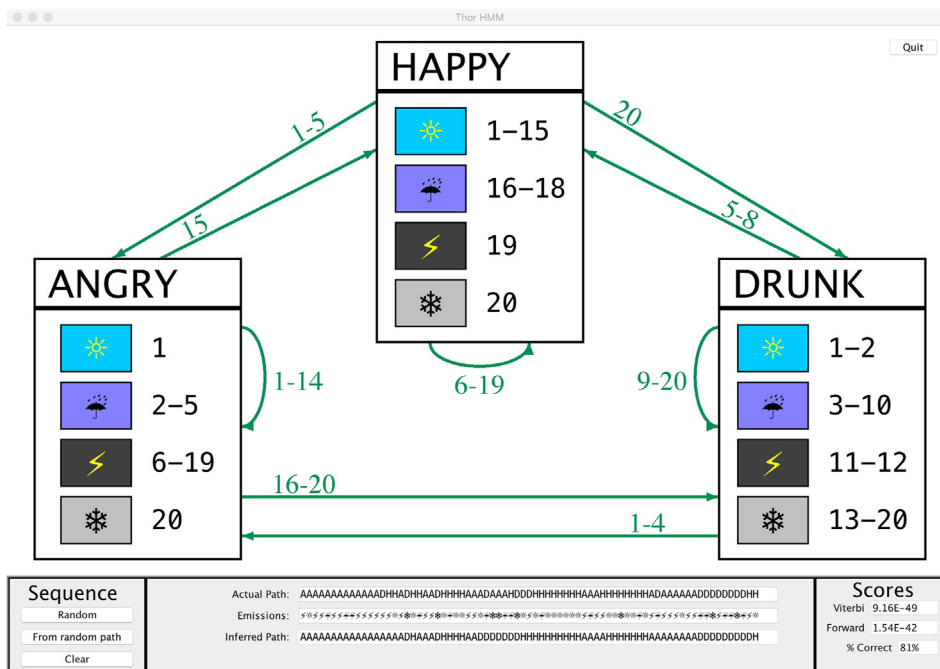 Thor HMM
Quit
HAPPY
1-15
16-18
19
20
1-5
15
20
5-8
6-19
ANGRY
1
2-5
6-19
20
1-14
DRUNK
1-2
3-10
11-12
13-20
9-20
16-20
1-4
Sequence
Random
From random path
Clear
Actual Path:
Emissions:
Inferred Path:
Scores
Viterbi 9.16E-49
Forward 1.54E-42
% Correct 81%